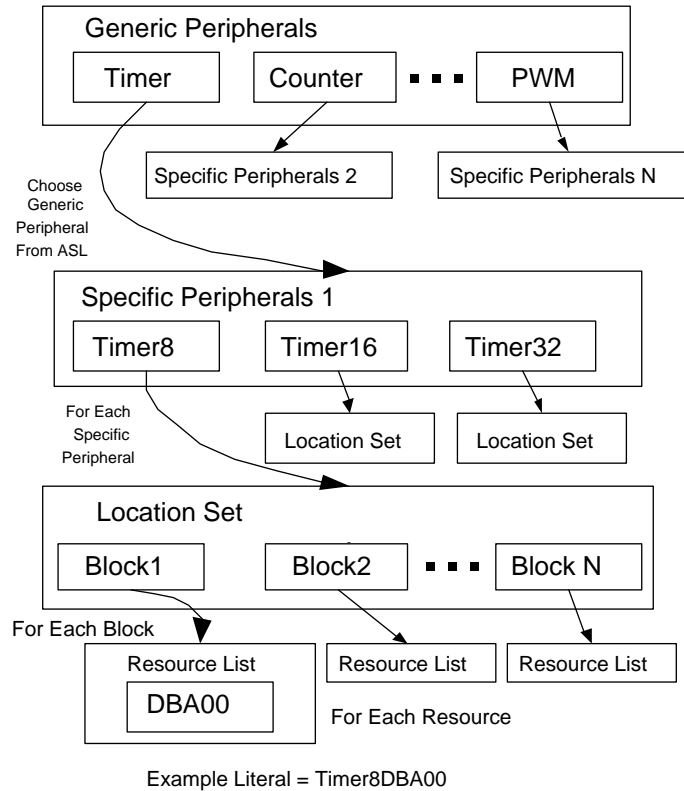 Generic Peripherals
Timer
Counter
PWM
Specific Peripherals 2
Specific Peripherals N
Choose
Generic
Peripheral
From ASL
Specific Peripherals 1
Timer8
Timer16
Timer32
For Each
Specific
Peripheral
Location Set
Location Set
Location Set
Block1
Block2
Block N
For Each Block
Resource List
DBA00
Resource List
Resource List
For Each Resource
Example Literal = Timer8DBA00